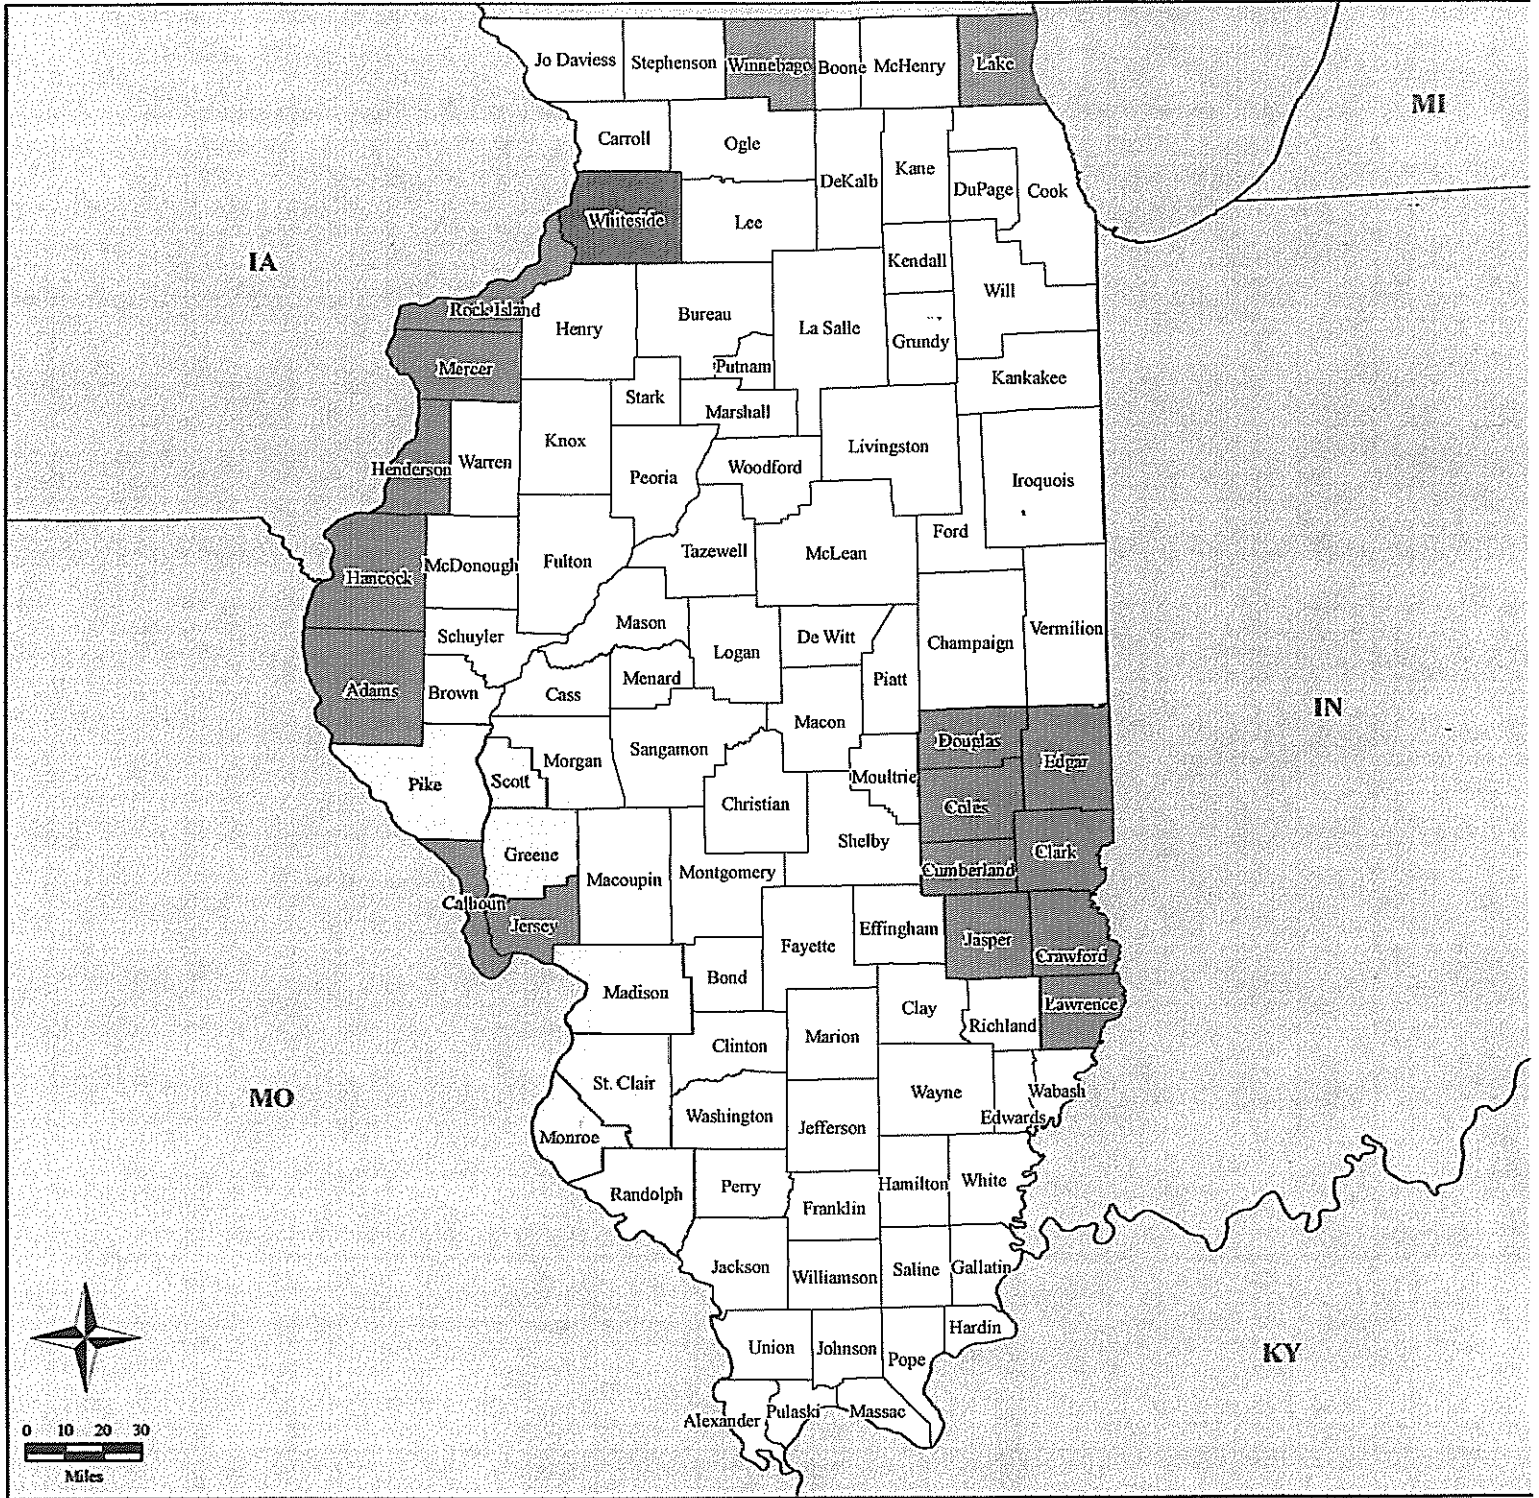 Jo Daviess
Stephenson
Winnebago
Boone
McHenry
Lake
MI
Carroll
Ogle
DeKalb
Kane
DuPage
Cook
Whiteside
Lee
IA
Kendall
Will
Rock Island
Henry
Bureau
La Salle
Grundy
Mercer
Putnam
Kankakee
Stark
Marshall
Knox
Livingston
Henderson
Warren
Peoria
Woodford
Iroquois
Ford
Hancock
McDonough
Fulton
Tazewell
McLean
Mason
Schuyler
De Witt
Champaign
Vermilion
Logan
Adams
Brown
Cass
Menard
Piatt
IN
Macon
Sangamon
Douglas
Edgar
Pike
Scott
Morgan
Moultrie
Christian
Coles
Shelby
Greene
Macoupin
Montgomery
Cumberland
Clark
Calhoun
Jersey
Fayette
Effingham
Jasper
Crawford
Madison
Bond
Clay
Richland
Lawrence
Clinton
Marion
MO
St. Clair
Washington
Jefferson
Wayne
Edwards
Wabash
Monroe
Randolph
Perry
Franklin
Hamilton
White
Jackson
Williamson
Saline
Gallatin
Union
Johnson
Pope
Hardin
KY
Alexander
Pulaski
Massac
0 10 20 30
Miles